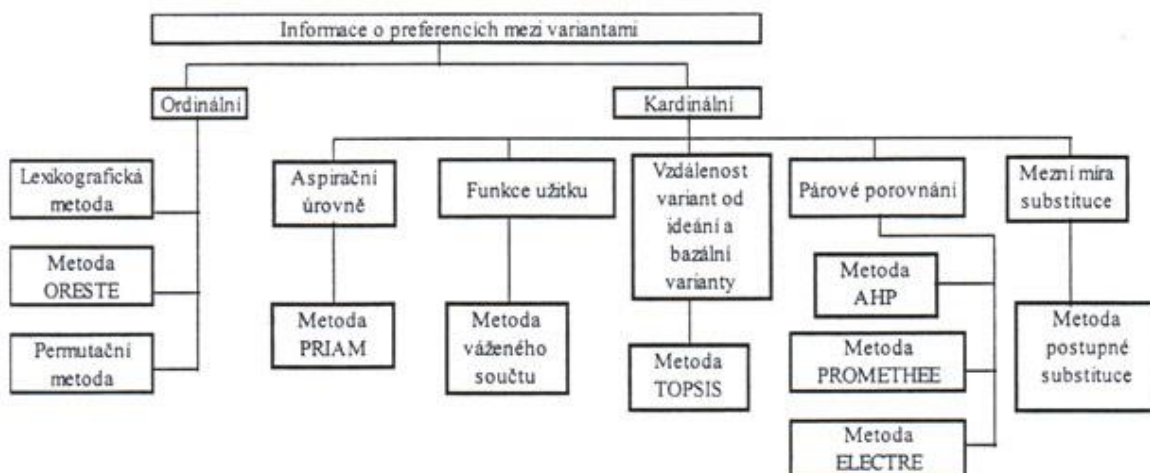 Informace o preferencích mezi variantami
Ordinální
Kardinální
Lexikografická
metoda
Metoda
ORESTE
Permutační
metoda
Aspirační
úrovně
Metoda
PRIAM
Funkce užitku
Metoda
váženého
součtu
Vzdálenost
variant od
ideání a
bazální
varianty
Metoda
TOPSIS
Párové porovnání
Metoda
AHP
Metoda
PROMETHEE
Metoda
ELECTRE
Mezní míra
substituce
Metoda
postupné
substituce